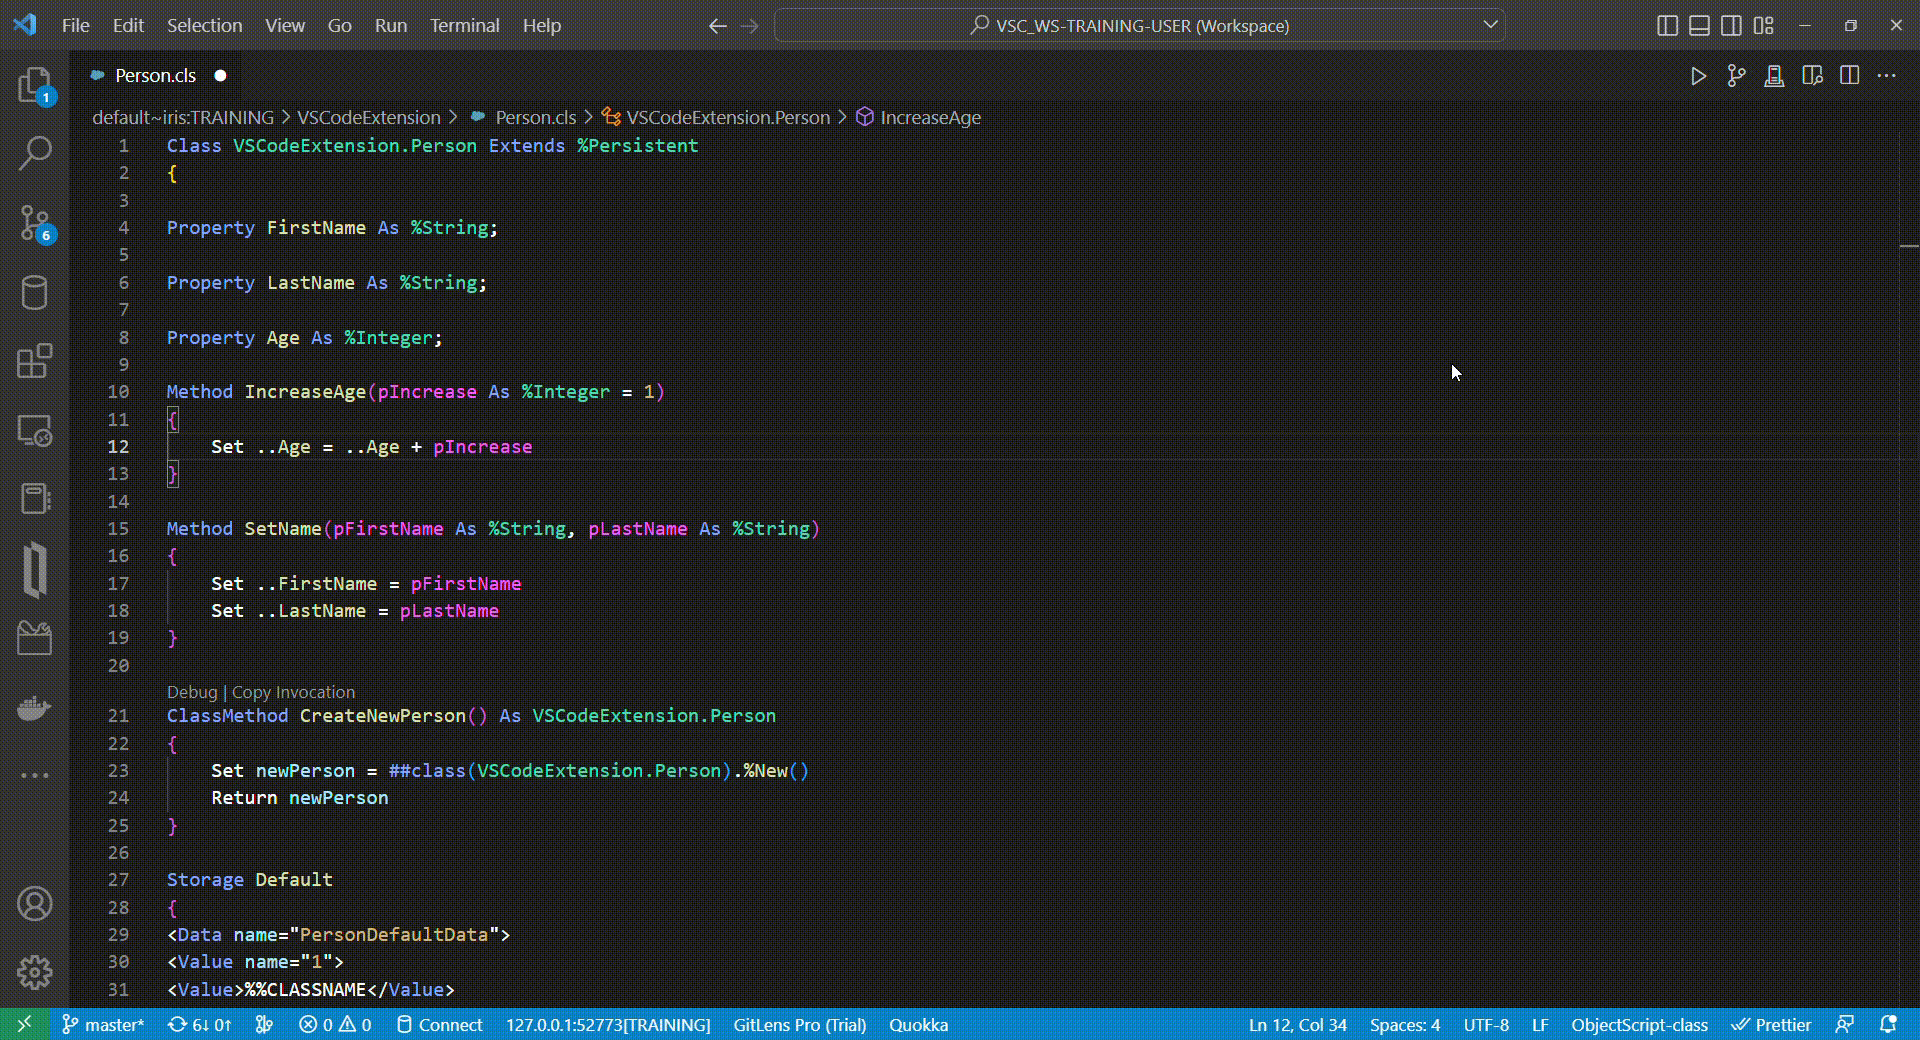 File Edit Selection View Go Run Terminal Help VSC_WS-TRAINING-USER (Workspace)
Person.cls
default~iris:TRAINING > VSCodeExtension > Person.cls > VSCodeExtension.Person > IncreaseAge
1 Class VSCodeExtension.Person Extends %Persistent
2 {
3
4 Property FirstName As %String;
5
6 Property LastName As %String;
7
8 Property Age As %Integer;
9
10 Method IncreaseAge(pIncrease As %Integer = 1)
11 {
12 Set ..Age = ..Age + pIncrease
13 }
14
15 Method SetName(pFirstName As %String, pLastName As %String)
16 {
17 Set ..FirstName = pFirstName
18 Set ..LastName = pLastName
19 }
20
Debug | Copy Invocation
21 ClassMethod CreateNewPerson() As VSCodeExtension.Person
22 {
23 Set newPerson = ##class(VSCodeExtension.Person).%New()
24 Return newPerson
25 }
26
27 Storage Default
28 {
29 <Data name="PersonDefaultData">
30 <Value name="1">
31 <Value>%%CLASSNAME</Value>
1
6
master* 6↓ 0↑ 0 0 Connect 127.0.0.1:52773[TRAINING] GitLens Pro (Trial) Quokka Ln 12, Col 34 Spaces: 4 UTF-8 LF ObjectScript-class Prettier